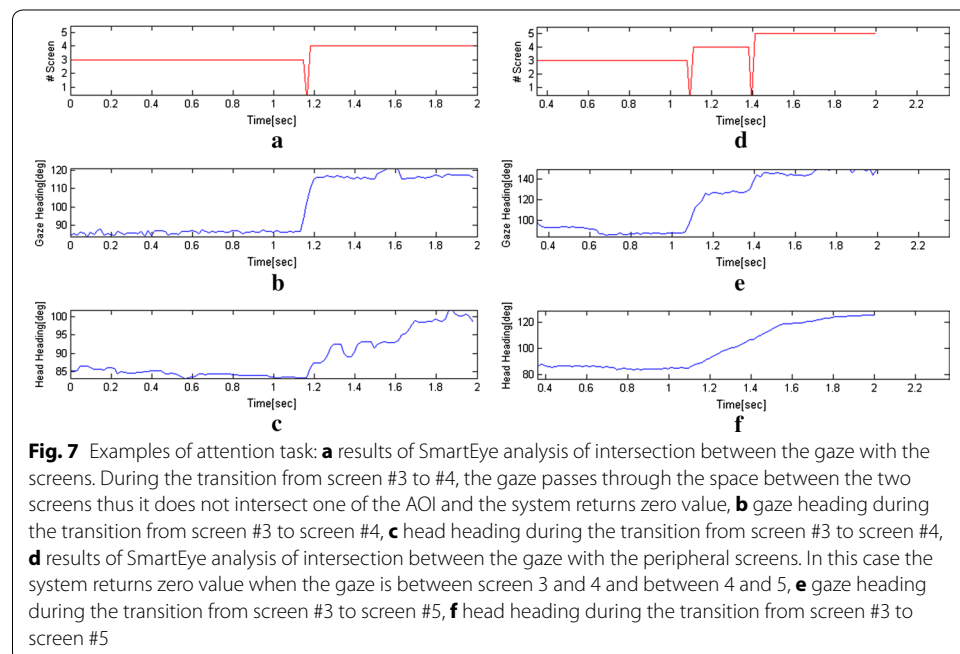 # Screen
5
4
3
2
1
0 0.2 0.4 0.6 0.8 1 1.2 1.4 1.6 1.8 2
Time[sec]
a
# Screen
5
4
3
2
1
0.4 0.6 0.8 1 1.2 1.4 1.6 1.8 2 2.2
Time[sec]
d
Gaze Heading[deg]
120
110
100
90
0 0.2 0.4 0.6 0.8 1 1.2 1.4 1.6 1.8 2
Time[sec]
b
Gaze Heading[deg]
140
120
100
0.4 0.6 0.8 1 1.2 1.4 1.6 1.8 2 2.2
Time[sec]
e
Head Heading[deg]
100
95
90
85
0 0.2 0.4 0.6 0.8 1 1.2 1.4 1.6 1.8 2
Time[sec]
c
Head Heading[deg]
120
100
80
0.4 0.6 0.8 1 1.2 1.4 1.6 1.8 2 2.2
Time[sec]
f
Fig. 7 Examples of attention task: a results of SmartEye analysis of intersection between the gaze with the
screens. During the transition from screen #3 to #4, the gaze passes through the space between the two
screens thus it does not intersect one of the AOI and the system returns zero value, b gaze heading during
the transition from screen #3 to screen #4, c head heading during the transition from screen #3 to screen #4,
d results of SmartEye analysis of intersection between the gaze with the peripheral screens. In this case the
system returns zero value when the gaze is between screen 3 and 4 and between 4 and 5, e gaze heading
during the transition from screen #3 to screen #5, f head heading during the transition from screen #3 to
screen #5